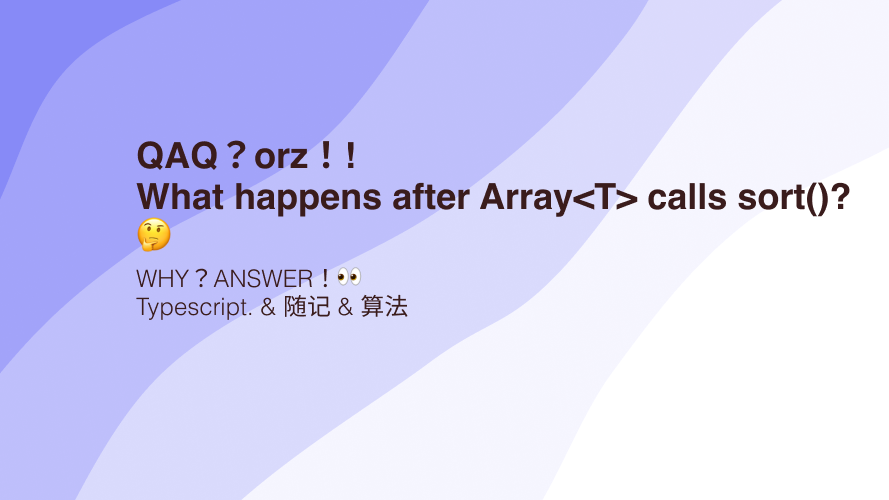 QAQ？orz！！
What happens after Array<T> calls sort()?
🤔
WHY？ANSWER！👀
Typescript. & 随记 & 算法